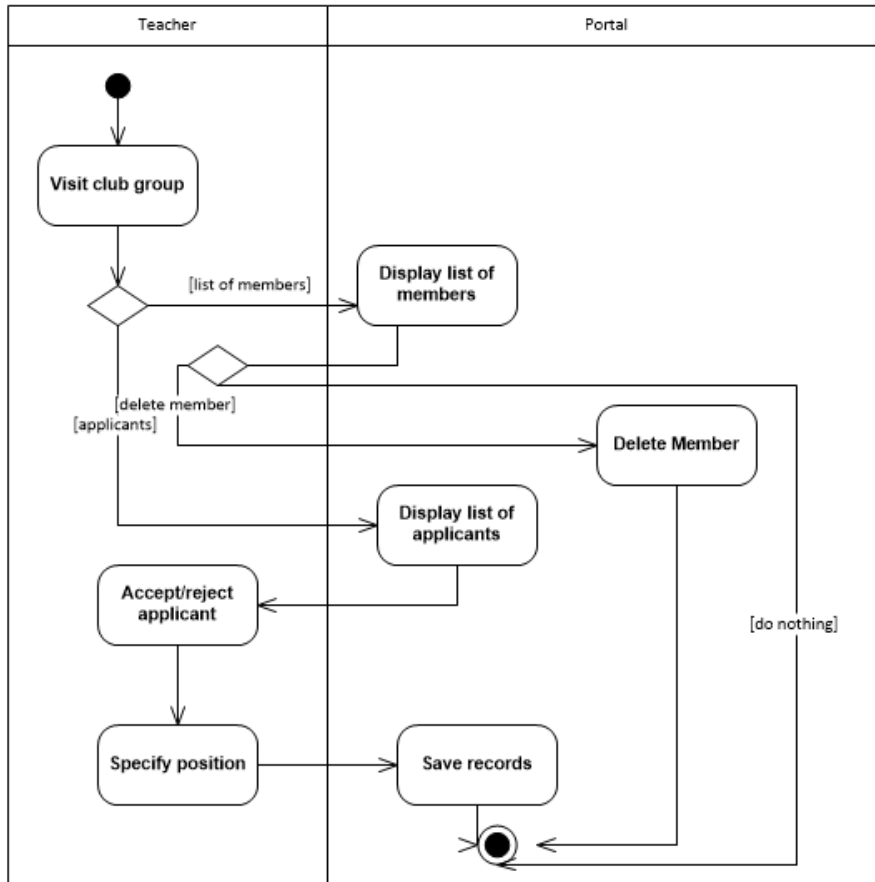 Teacher
Portal
Visit club group
[list of members]
Display list of
members
[delete member]
[applicants]
Delete Member
Display list of
applicants
Accept/reject
applicant
[do nothing]
Specify position
Save records